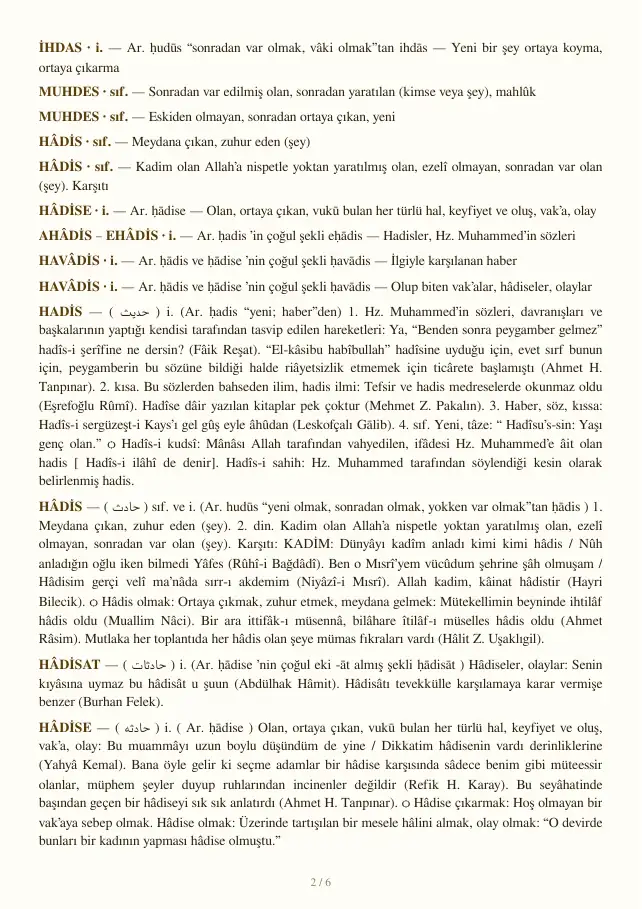 İHDAS · i. — Ar. ḥudūs̱ “sonradan var olmak, vâki olmak”tan ihdās̱ — Yeni bir şey ortaya koyma,
ortaya çıkarma
MUHDES · sıf. — Sonradan var edilmiş olan, sonradan yaratılan (kimse veya şey), mahlûk
MUHDES · sıf. — Eskiden olmayan, sonradan ortaya çıkan, yeni
HÂDİS · sıf. — Meydana çıkan, zuhur eden (şey)
HÂDİS · sıf. — Kadim olan Allah’a nispetle yoktan yaratılmış olan, ezelî olmayan, sonradan var olan
(şey). Karşıtı
HÂDİSE · i. — Ar. ḥādise — Olan, ortaya çıkan, vukū bulan her türlü hal, keyfiyet ve oluş, vak’a, olay
AHÂDİS – EHÂDİS · i. — Ar. ḥadis ’in çoğul şekli eḥādis — Hadisler, Hz. Muhammed’in sözleri
HAVÂDİS · i. — Ar. ḥādis ve ḥādise ’nin çoğul şekli ḥavādis — İlgiyle karşılanan haber
HAVÂDİS · i. — Ar. ḥādis ve ḥādise ’nin çoğul şekli ḥavādis — Olup biten vak’alar, hâdiseler, olaylar
HADİS — ( حديث ) i. (Ar. ḥadis “yeni; haber”den) 1. Hz. Muhammed’in sözleri, davranışları ve
başkalarının yaptığı kendisi tarafından tasvip edilen hareketleri: Ya, “Benden sonra peygamber gelmez”
hadîs-i şerîfine ne dersin? (Fâik Reşat). “El-kâsibu habîbullah” hadîsine uyduğu için, evet sırf bunun
için, peygamberin bu sözüne bildiği halde riâyetsizlik etmemek için ticârete başlamıştı (Ahmet H.
Tanpınar). 2. kısa. Bu sözlerden bahseden ilim, hadis ilmi: Tefsir ve hadis medreselerde okunmaz oldu
(Eşrefoğlu Rûmî). Hadîse dâir yazılan kitaplar pek çoktur (Mehmet Z. Pakalın). 3. Haber, söz, kıssa:
Hadîs-i sergüzeşt-i Kays’ı gel gûş eyle âhûdan (Leskofçalı Gālib). 4. sıf. Yeni, tâze: “ Hadîsu’s-sin: Yaşı
genç olan.” ○ Hadîs-i kudsî: Mânâsı Allah tarafından vahyedilen, ifâdesi Hz. Muhammed’e âit olan
hadis [ Hadîs-i ilâhî de denir]. Hadîs-i sahih: Hz. Muhammed tarafından söylendiği kesin olarak
belirlenmiş hadis.
HÂDİS — ( حادث ) sıf. ve i. (Ar. hudūs “yeni olmak, sonradan olmak, yokken var olmak”tan ḥādis ) 1.
Meydana çıkan, zuhur eden (şey). 2. din. Kadim olan Allah’a nispetle yoktan yaratılmış olan, ezelî
olmayan, sonradan var olan (şey). Karşıtı: KADİM: Dünyâyı kadîm anladı kimi kimi hâdis / Nûh
anladığın oğlu iken bilmedi Yâfes (Rûhî-i Bağdâdî). Ben o Mısrî’yem vücûdum şehrine şâh olmuşam /
Hâdisim gerçi velî ma’nâda sırr-ı akdemim (Niyâzî-i Mısrî). Allah kadim, kâinat hâdistir (Hayri
Bilecik). ○ Hâdis olmak: Ortaya çıkmak, zuhur etmek, meydana gelmek: Mütekellimin beyninde ihtilâf
hâdis oldu (Muallim Nâci). Bir ara ittifâk-ı müsennâ, bilâhare îtilâf-ı müselles hâdis oldu (Ahmet
Râsim). Mutlaka her toplantıda her hâdis olan şeye mümas fıkraları vardı (Hâlit Z. Uşaklıgil).
HÂDİSAT — ( حادثات ) i. (Ar. ḥādise ’nin çoğul eki -āt almış şekli ḥādisāt ) Hâdiseler, olaylar: Senin
kıyâsına uymaz bu hâdisât u şuun (Abdülhak Hâmit). Hâdisâtı tevekkülle karşılamaya karar vermişe
benzer (Burhan Felek).
HÂDİSE — ( حادثه ) i. ( Ar. ḥādise ) Olan, ortaya çıkan, vukū bulan her türlü hal, keyfiyet ve oluş,
vak’a, olay: Bu muammâyı uzun boylu düşündüm de yine / Dikkatim hâdisenin vardı derinliklerine
(Yahyâ Kemal). Bana öyle gelir ki seçme adamlar bir hâdise karşısında sâdece benim gibi müteessir
olanlar, müphem şeyler duyup ruhlarından incinenler değildir (Refik H. Karay). Bu seyâhatinde
başından geçen bir hâdiseyi sık sık anlatırdı (Ahmet H. Tanpınar). ○ Hâdise çıkarmak: Hoş olmayan bir
vak’aya sebep olmak. Hâdise olmak: Üzerinde tartışılan bir mesele hâlini almak, olay olmak: “O devirde
bunları bir kadının yapması hâdise olmuştu.”
2 / 6